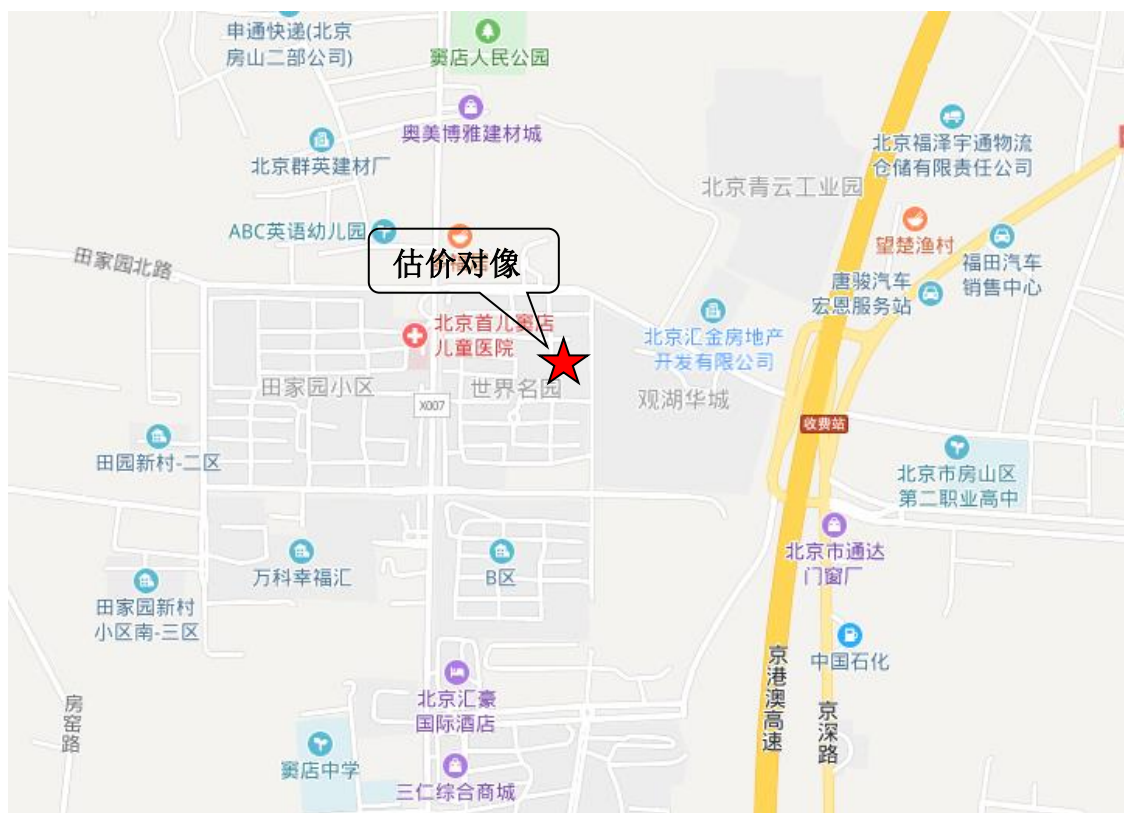 申通快递(北京
房山二部公司)
窦店人民公园
奥美博雅建材城
北京群英建材厂
北京福泽宇通物流
仓储有限责任公司
北京青云工业园
ABC英语幼儿园
望楚渔村
福田汽车
销售中心
田家园北路
估价对像
唐骏汽车
宏恩服务站
北京首儿窦店
儿童医院
北京汇金房地产
开发有限公司
田家园小区
世界名园
观湖华城
X007
收费站
田园新村-二区
北京市房山区
第二职业高中
北京市通达
门窗厂
万科幸福汇
B区
田家园新村
小区南-三区
中国石化
京港澳高速
京深路
房窑路
北京汇豪
国际酒店
窦店中学
三仁综合商城